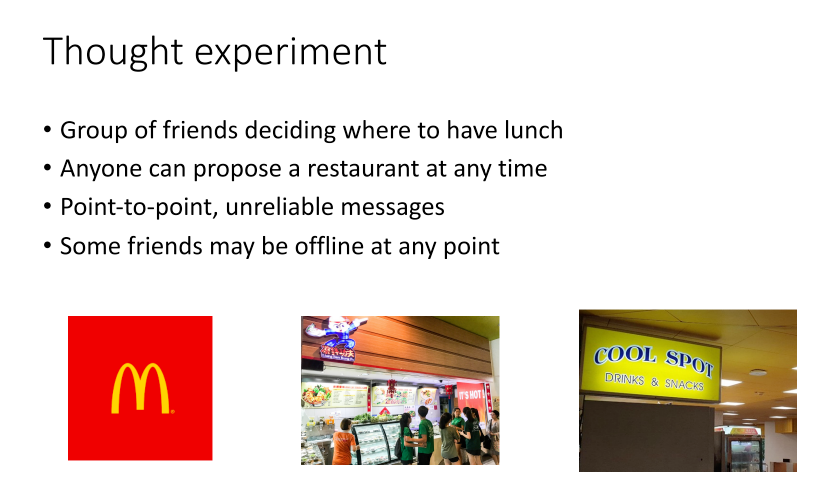 Thought experiment
• Group of friends deciding where to have lunch
• Anyone can propose a restaurant at any time
• Point-to-point, unreliable messages
• Some friends may be offline at any point
IT'S HOT
COOL SPOT
DRINKS & SNACKS